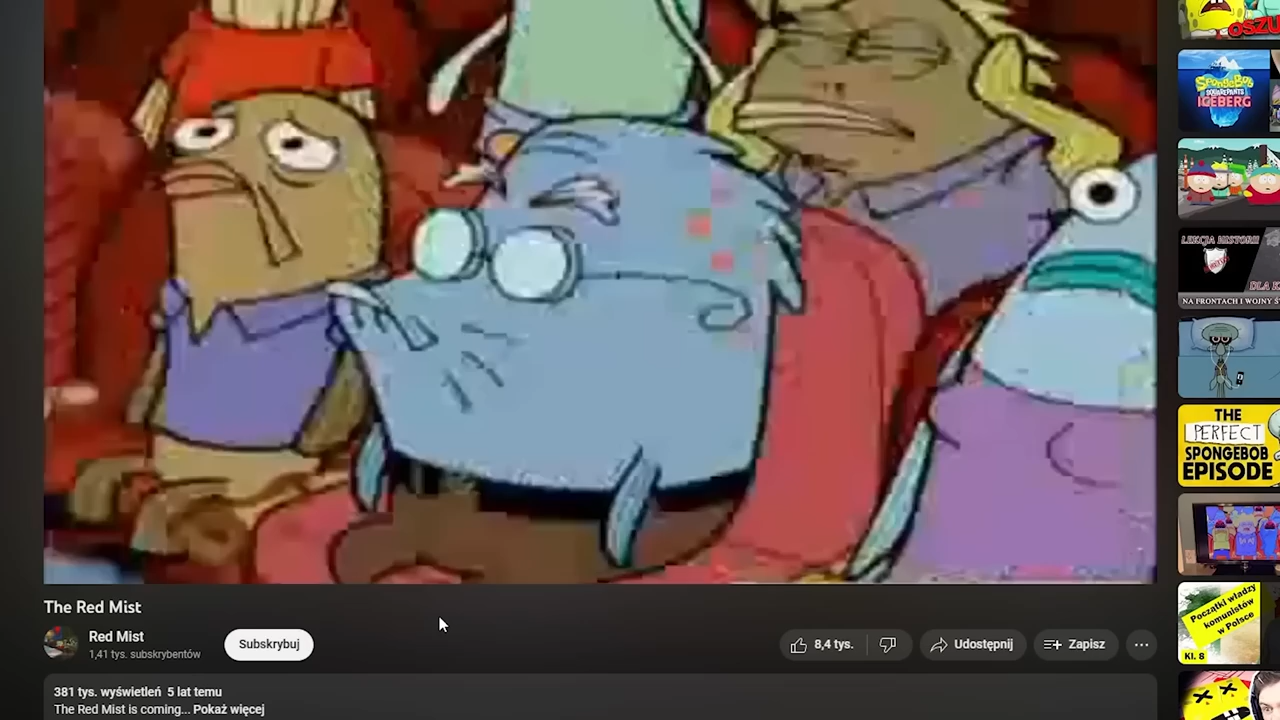 The Red Mist
Red Mist
1,41 tys. subskrybentów
Subskrybuj
8,4 tys.
Udostępnij
Zapisz
381 tys. wyświetleń 5 lat temu
The Red Mist is coming... Pokaż więcej
SPONGEBOB
SQUAREPANTS
ICEBERG
LEKCJA HISTORII
NA FRONTACH I WOJNY
THE
PERFECT
SPONGEBOB
EPISODE
Początki władzy
komunistów
w Polsce
Kl. 8